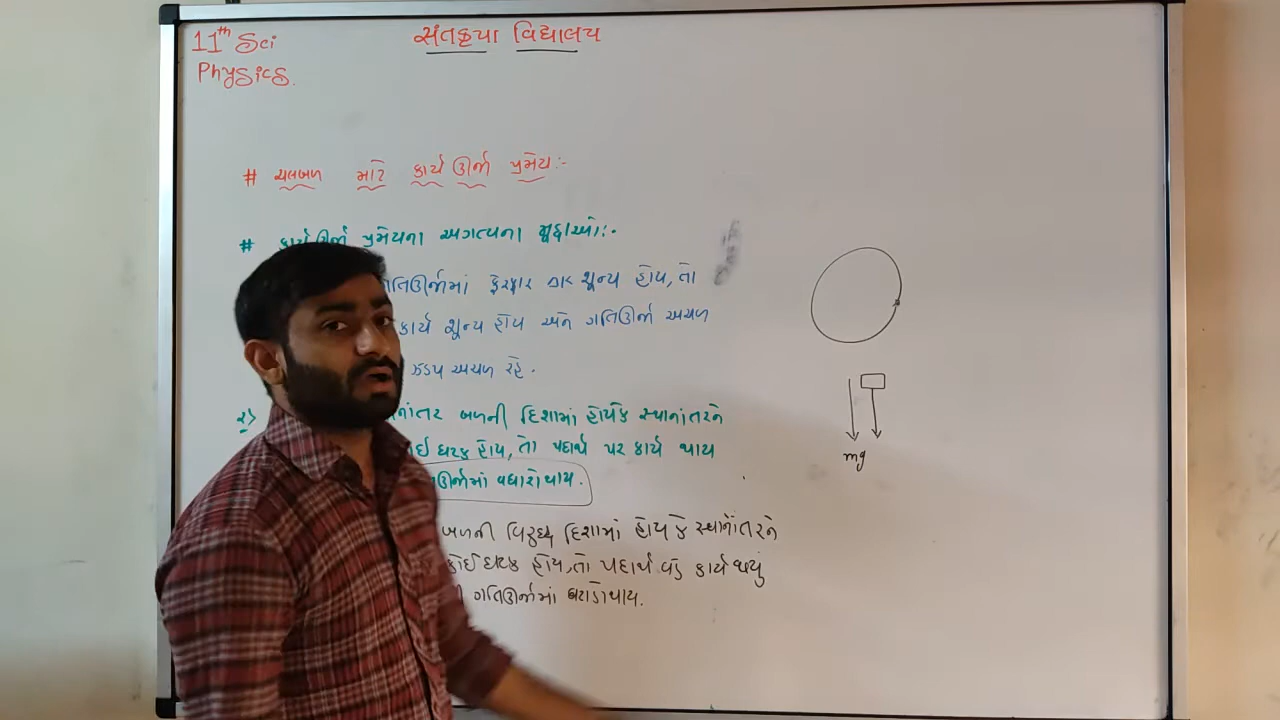 11th Sci
Physics.
સંતકૃપા વિદ્યાલય
# ચલબળ માટે કાર્ય ઊર્જા પ્રમેય:-
# કાર્ય ઊર્જા પ્રમેયના અગત્યના મુદ્દાઓ:-
ગતિઊર્જામાં ફેરફાર શૂન્ય હોય, તો
કાર્ય શૂન્ય હોય અને ગતિઊર્જા અચળ
ઝડપ અચળ રહે.
૨) સ્થાનાંતર બળની દિશામાં હોય કે સ્થાનાંતરને
ઘટક હોય, તો પદાર્થ પર કાર્ય થાય
ઊર્જામાં વધારો થાય.
બળની વિરુદ્ધ દિશામાં હોય કે સ્થાનાંતરને
કોઈ ઘટક હોય, તો પદાર્થ વડે કાર્ય થયું
ગતિઊર્જામાં ઘટાડો થાય.
mg